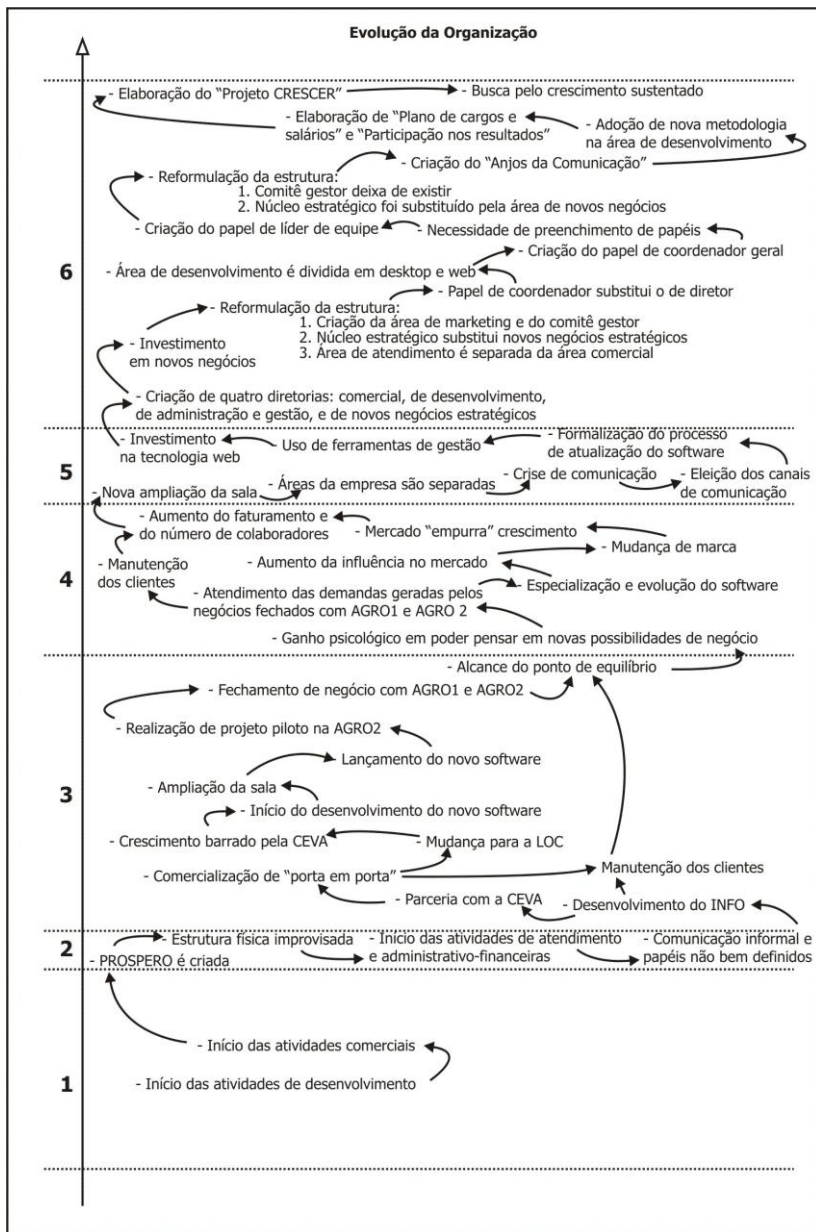 Evolução da Organização
- Elaboração do “Projeto CRESCER”
- Busca pelo crescimento sustentado
- Elaboração de “Plano de cargos e
salários” e “Participação nos resultados”
- Adoção de nova metodologia
na área de desenvolvimento
- Criação do “Anjos da Comunicação”
- Reformulação da estrutura:
1. Comitê gestor deixa de existir
2. Núcleo estratégico foi substituído pela área de novos negócios
- Criação do papel de líder de equipe
- Necessidade de preenchimento de papéis
- Criação do papel de coordenador geral
6
- Área de desenvolvimento é dividida em desktop e web
- Papel de coordenador substitui o de diretor
- Reformulação da estrutura:
1. Criação da área de marketing e do comitê gestor
2. Núcleo estratégico substitui novos negócios estratégicos
3. Área de atendimento é separada da área comercial
- Investimento
em novos negócios
- Criação de quatro diretorias: comercial, de desenvolvimento,
de administração e gestão, e de novos negócios estratégicos
- Investimento
na tecnologia web
- Uso de ferramentas de gestão
- Formalização do processo
de atualização do software
5
- Nova ampliação da sala
- Áreas da empresa são separadas
- Crise de comunicação
- Eleição dos canais
de comunicação
- Aumento do faturamento e
do número de colaboradores
- Mercado “empurra” crescimento
- Mudança de marca
- Manutenção
dos clientes
- Aumento da influência no mercado
4
- Atendimento das demandas geradas pelos
negócios fechados com AGRO1 e AGRO 2
- Especialização e evolução do software
- Ganho psicológico em poder pensar em novas possibilidades de negócio
- Alcance do ponto de equilíbrio
- Fechamento de negócio com AGRO1 e AGRO2
- Realização de projeto piloto na AGRO2
- Lançamento do novo software
3
- Ampliação da sala
- Início do desenvolvimento do novo software
- Crescimento barrado pela CEVA
- Mudança para a LOC
- Comercialização de “porta em porta”
Manutenção dos clientes
- Parceria com a CEVA
- Desenvolvimento do INFO
2
- Estrutura física improvisada
- PROSPERO é criada
- Início das atividades de atendimento
e administrativo-financeiras
- Comunicação informal e
papéis não bem definidos
- Início das atividades comerciais
1
- Início das atividades de desenvolvimento